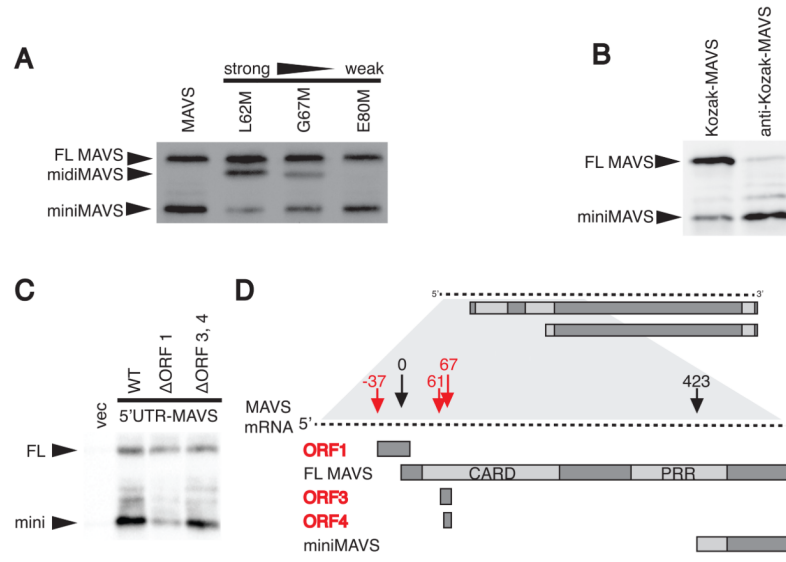 A
strong weak
MAVS
L62M
G67M
E80M
FL MAVS
midiMAVS
miniMAVS
B
Kozak-MAVS
anti-Kozak-MAVS
FL MAVS
miniMAVS
C
vec
WT
ΔORF 1
ΔORF 3, 4
5'UTR-MAVS
FL
mini
D
5' 3'
-37 0 61 67 423
MAVS
mRNA 5'
ORF1
FL MAVS CARD PRR
ORF3
ORF4
miniMAVS